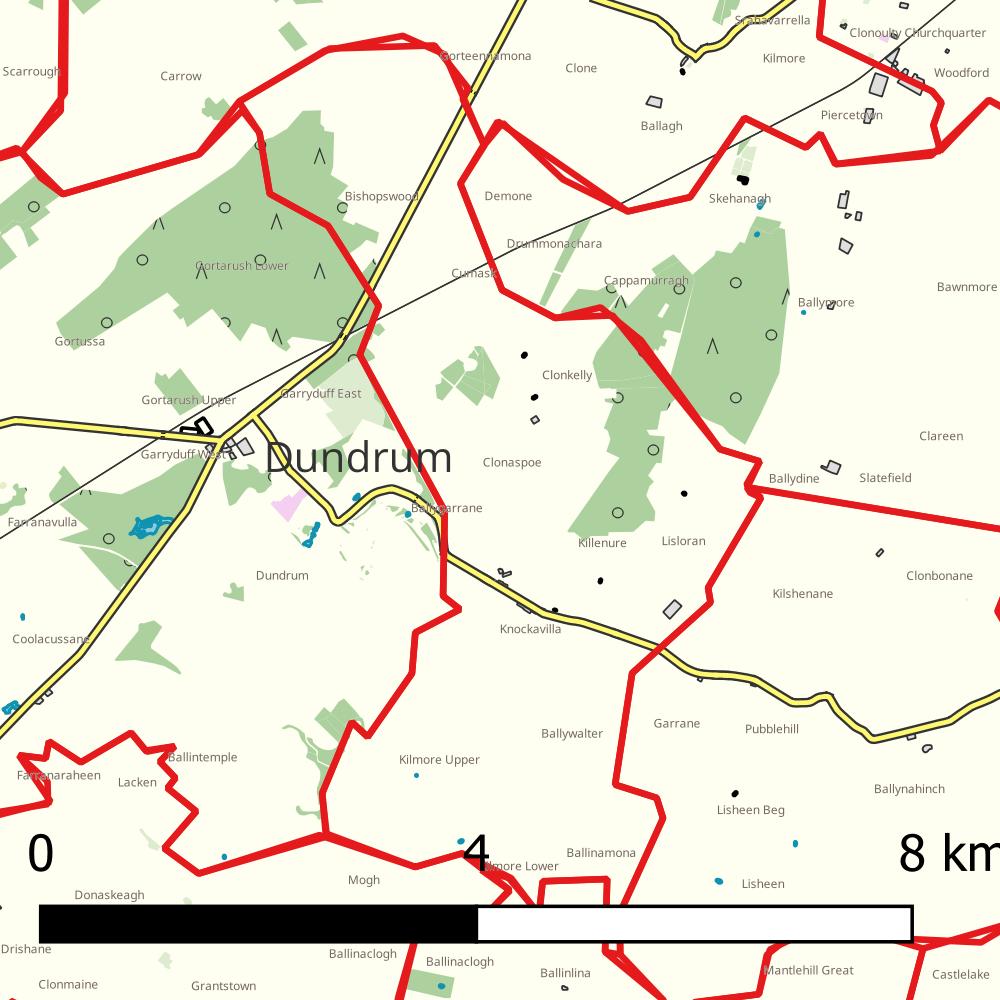 Srahavarrella
Clonoulty Churchquarter
Gorteennamona
Kilmore
Clone
Scarrough
Carrow
Woodford
Piercetown
Ballagh
Bishopswood
Demone
Skehanagh
Drummonachara
Gortarush Lower
Cumask
Cappamurragh
Bawnmore
Ballymore
Gortussa
Clonkelly
Garryduff East
Gortarush Upper
Clareen
Garryduff West
Dundrum
Clonaspoe
Ballydine
Slatefield
Ballygarrane
Farranavulla
Killenure
Lisloran
Dundrum
Clonbonane
Kilshenane
Knockavilla
Coolacussane
Garrane
Pubblehill
Ballywalter
Ballintemple
Kilmore Upper
Farranaraheen
Lacken
Ballynahinch
Lisheen Beg
0 4 8 km
Ballinamona
Kilmore Lower
Mogh
Lisheen
Donaskeagh
Drishane
Ballinaclogh
Ballinaclogh
Mantlehill Great
Ballinlina
Castlelake
Clonmaine
Grantstown